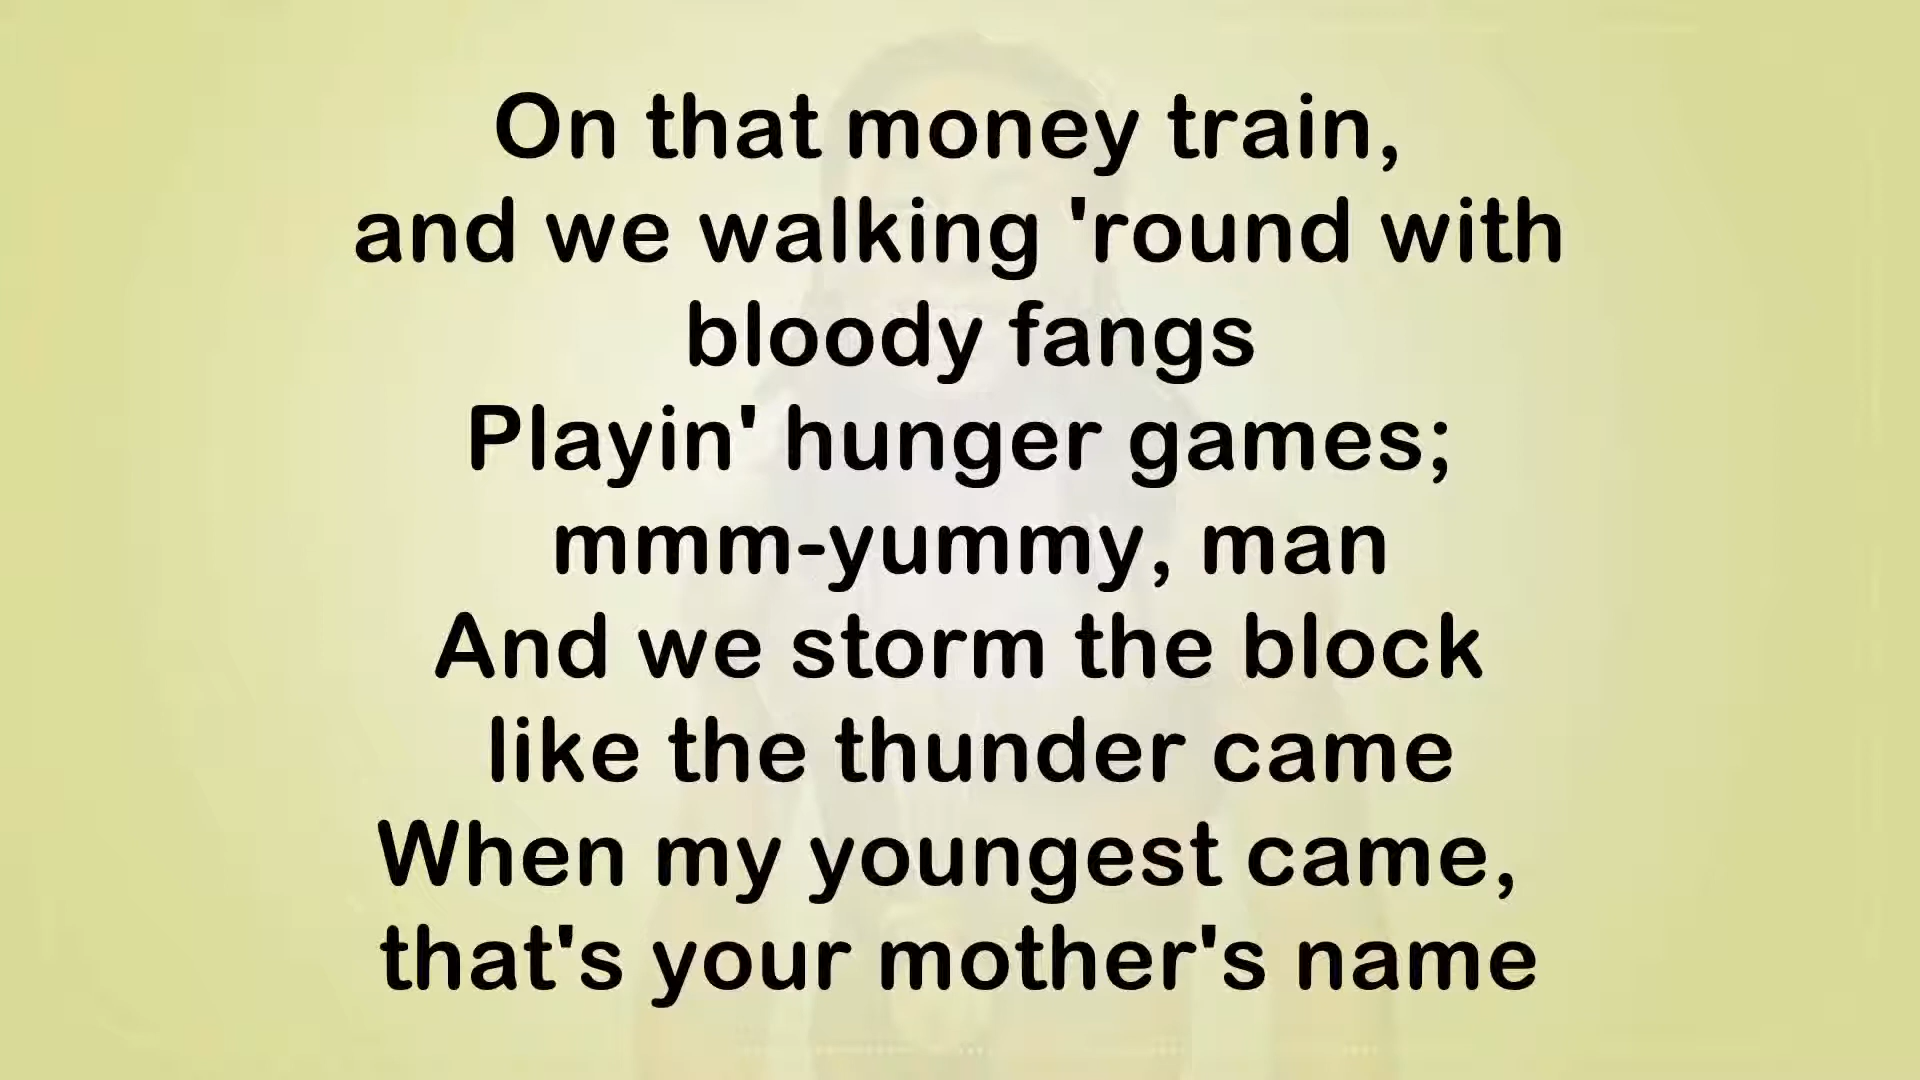 On that money train,
and we walking 'round with
bloody fangs
Playin' hunger games;
mmm-yummy, man
And we storm the block
like the thunder came
When my youngest came,
that's your mother's name